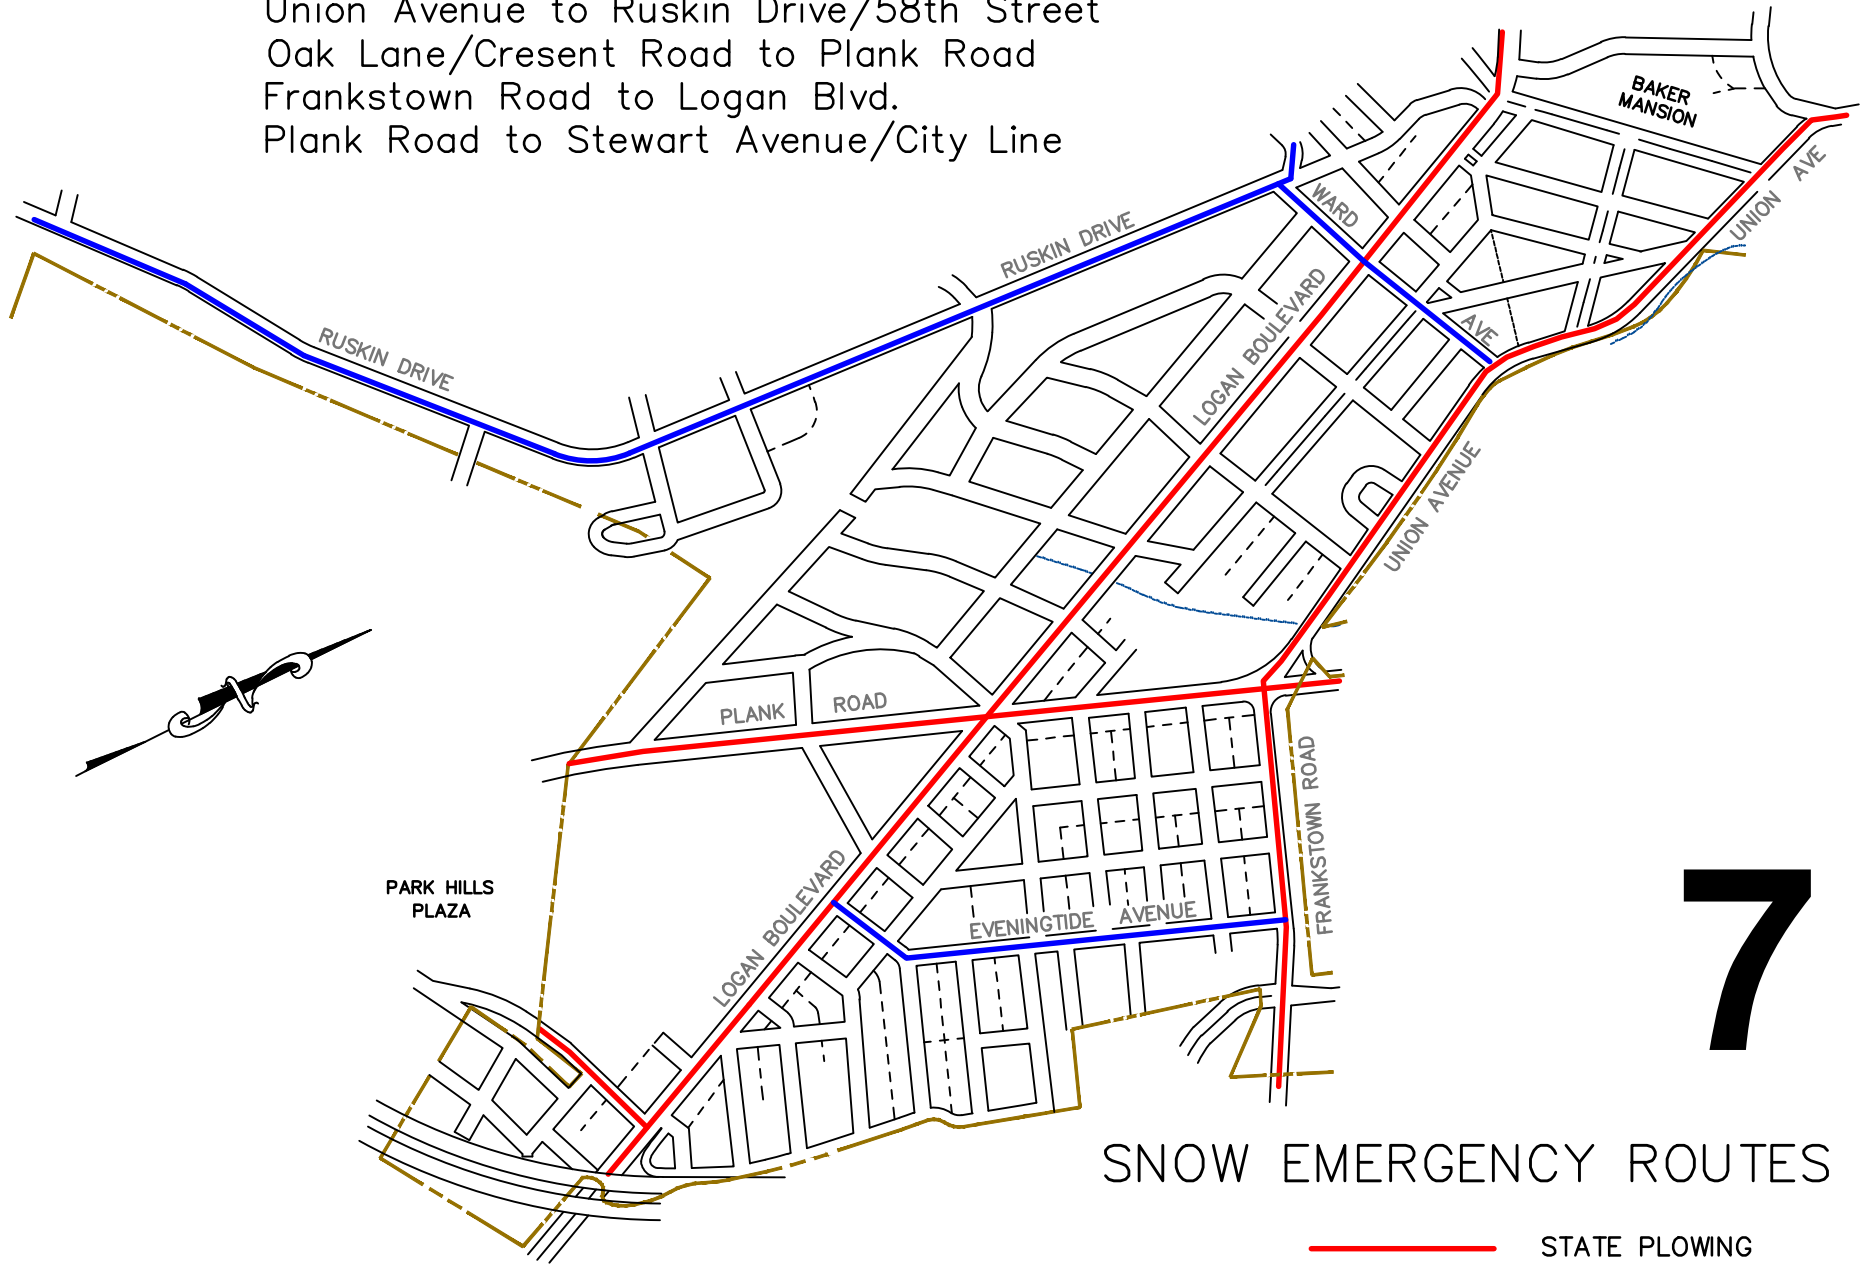 Union Avenue to Ruskin Drive/58th Street
Oak Lane/Cresent Road to Plank Road
Frankstown Road to Logan Blvd.
Plank Road to Stewart Avenue/City Line
BAKER
MANSION
UNION AVE
WARD AVE
RUSKIN DRIVE
RUSKIN DRIVE
LOGAN BOULEVARD
UNION AVENUE
N
PLANK ROAD
FRANKSTOWN ROAD
LOGAN BOULEVARD
PARK HILLS
PLAZA
EVENINGTIDE AVENUE
7
SNOW EMERGENCY ROUTES
STATE PLOWING